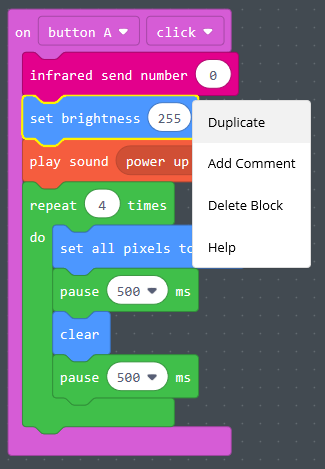 on button A click
infrared send number 0
set brightness 255
Duplicate
play sound power up
Add Comment
repeat 4 times
Delete Block
do
set all pixels to
Help
pause 500 ms
clear
pause 500 ms